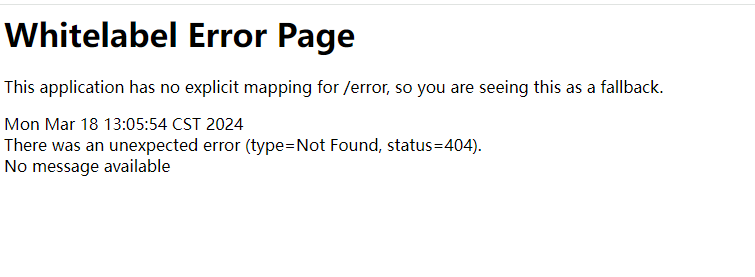 Whitelabel Error Page
This application has no explicit mapping for /error, so you are seeing this as a fallback.
Mon Mar 18 13:05:54 CST 2024
There was an unexpected error (type=Not Found, status=404).
No message available